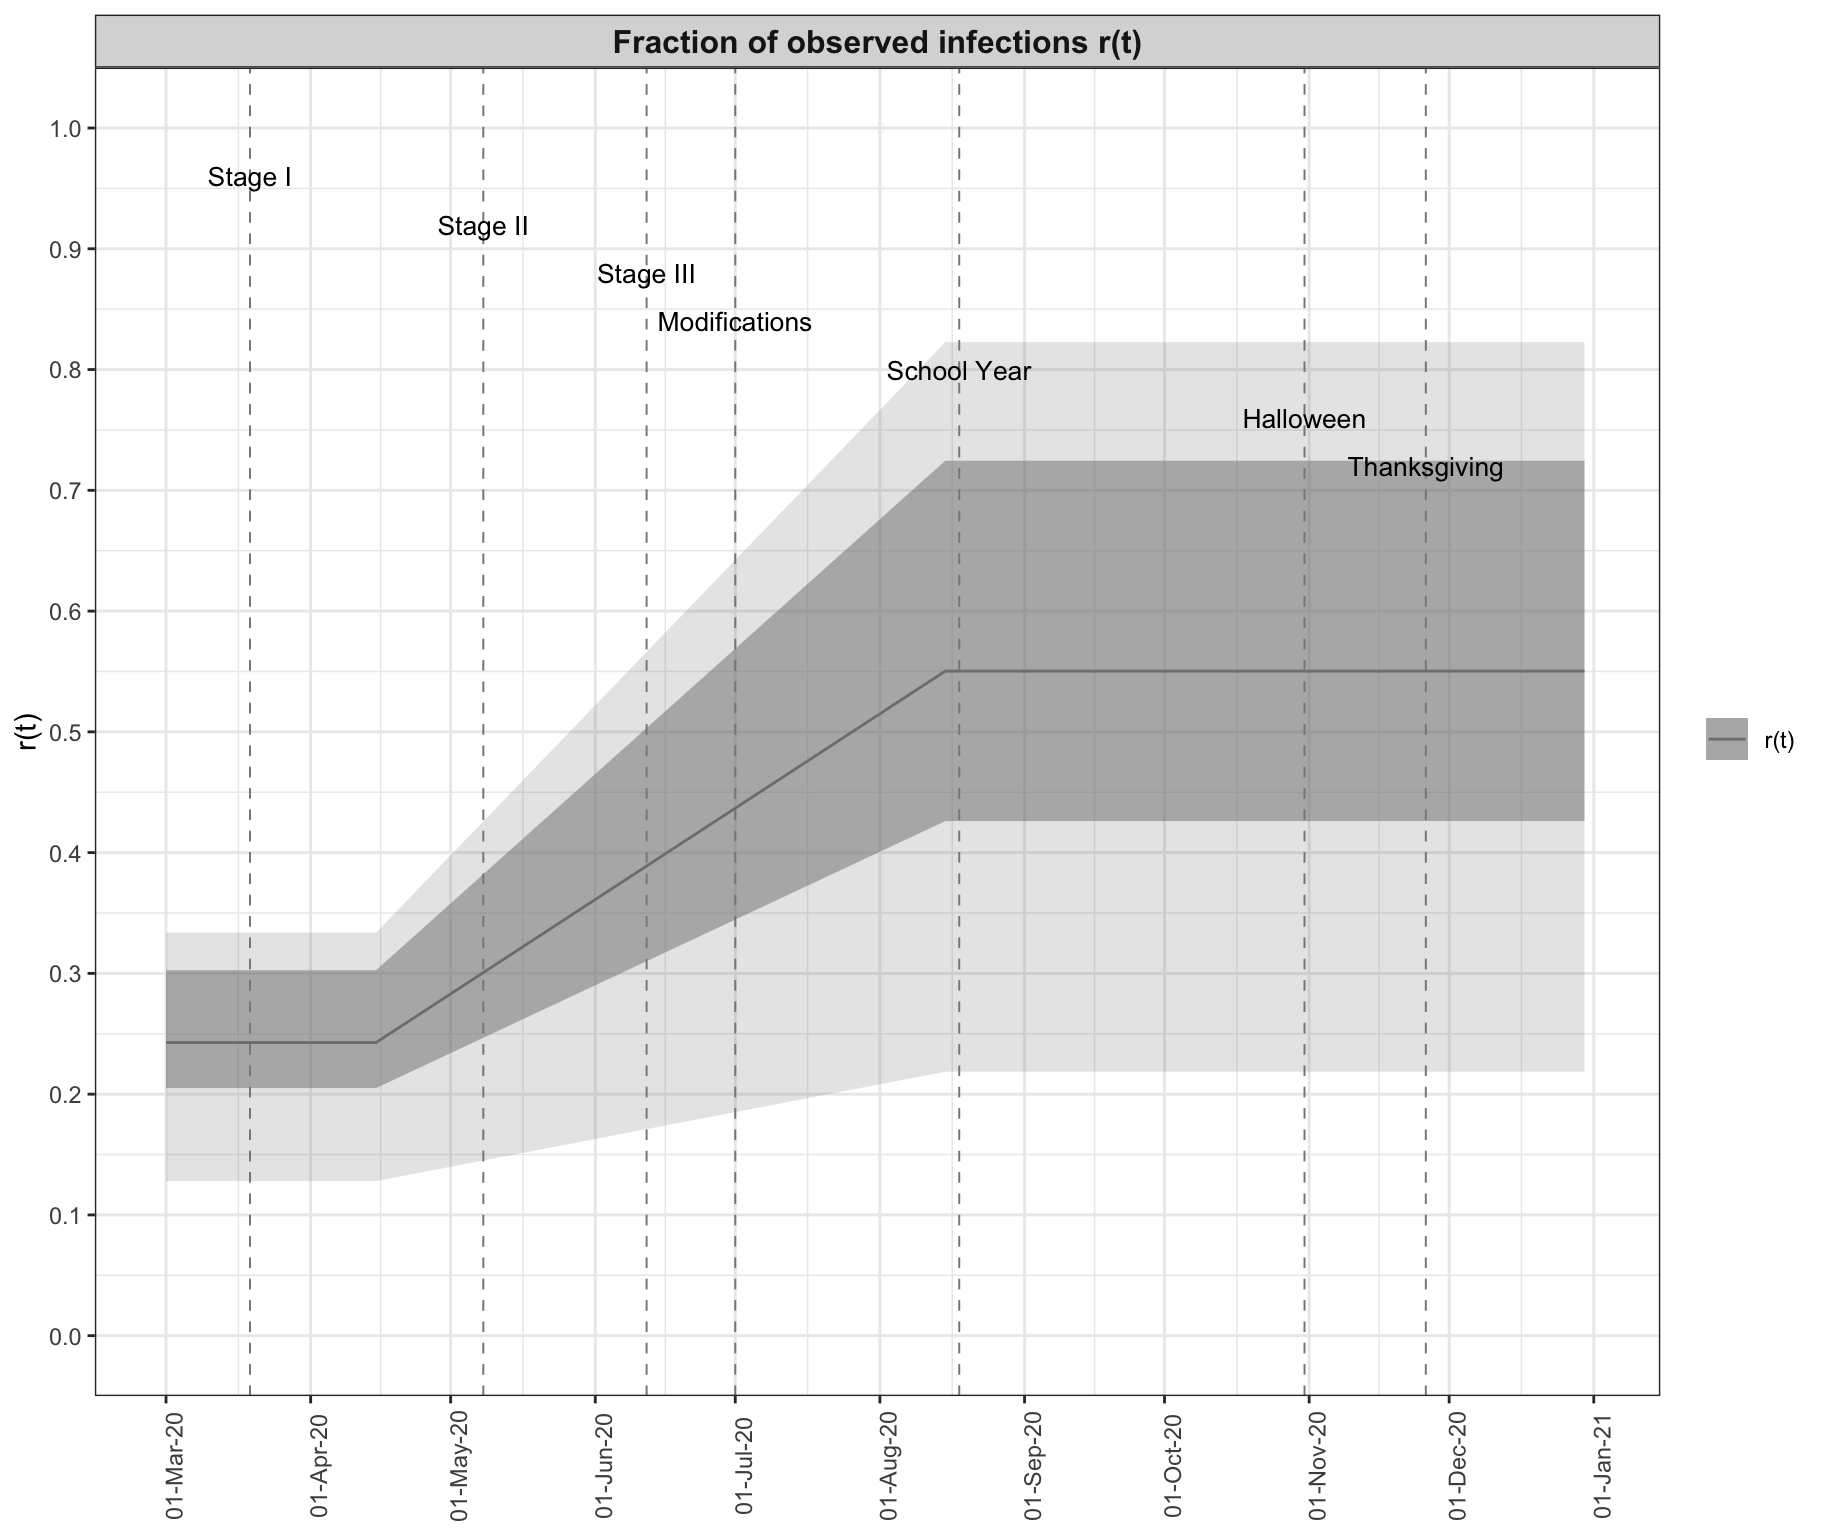 Fraction of observed infections r(t)
1.0
Stage I
Stage II
0.9
Stage III
Modifications
0.8
School Year
Halloween
Thanksgiving
0.7
0.6
r(t)
0.5
r(t)
0.4
0.3
0.2
0.1
0.0
01-Mar-20
01-Apr-20
01-May-20
01-Jun-20
01-Jul-20
01-Aug-20
01-Sep-20
01-Oct-20
01-Nov-20
01-Dec-20
01-Jan-21